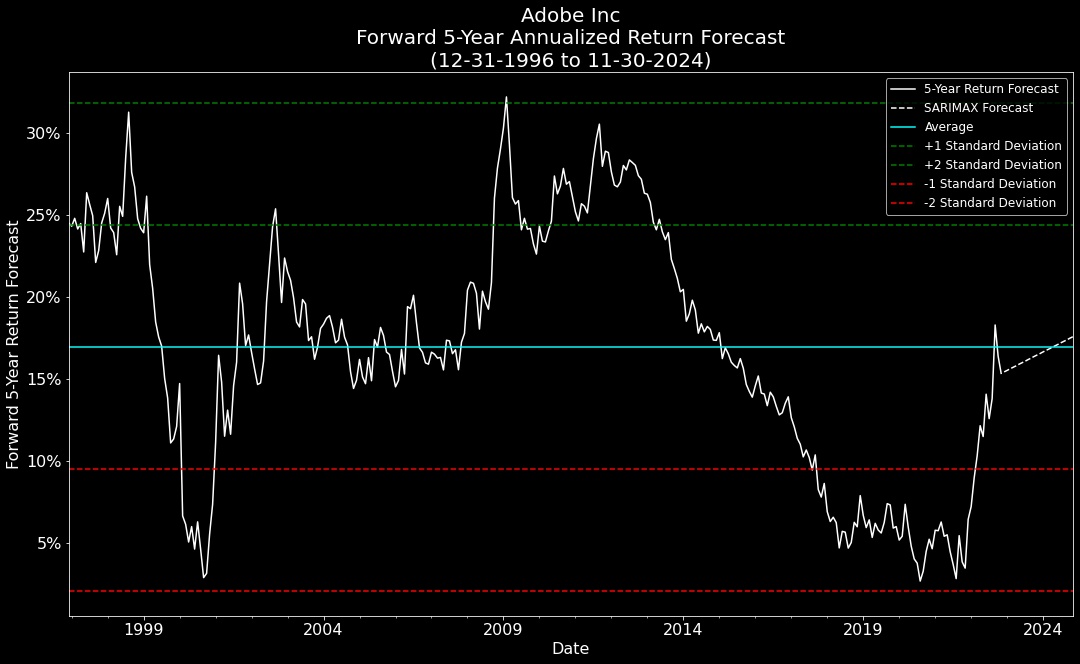 Adobe Inc
Forward 5-Year Annualized Return Forecast
(12-31-1996 to 11-30-2024)
5-Year Return Forecast
SARIMAX Forecast
Average
+1 Standard Deviation
+2 Standard Deviation
-1 Standard Deviation
-2 Standard Deviation
Forward 5-Year Return Forecast
30%
25%
20%
15%
10%
5%
1999 2004 2009 2014 2019 2024
Date